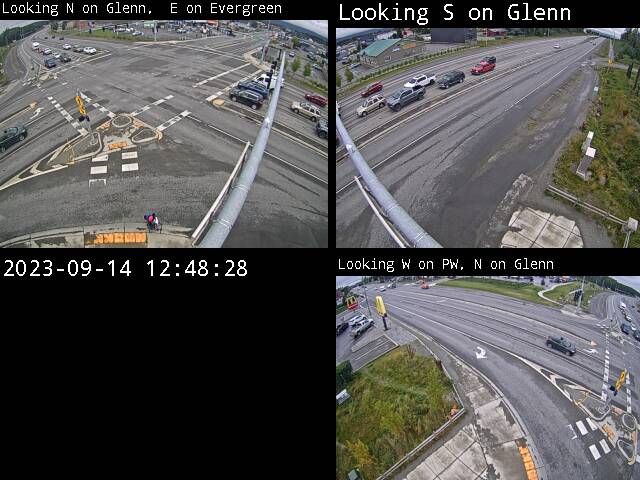 Looking N on Glenn,  E on Evergreen
Looking S on Glenn
2023-09-14 12:48:28
Looking W on PW, N on Glenn